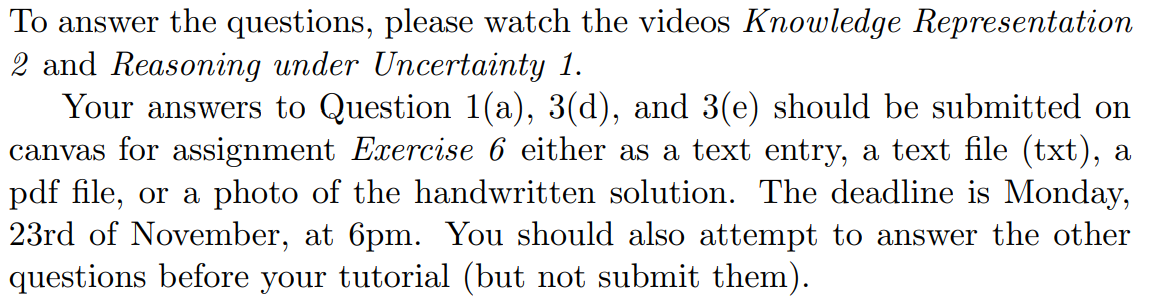 To answer the questions, please watch the videos Knowledge Representation
2 and Reasoning under Uncertainty 1.
Your answers to Question 1(a), 3(d), and 3(e) should be submitted on
canvas for assignment Exercise 6 either as a text entry, a text file (txt), a
pdf file, or a photo of the handwritten solution. The deadline is Monday,
23rd of November, at 6pm. You should also attempt to answer the other
questions before your tutorial (but not submit them).